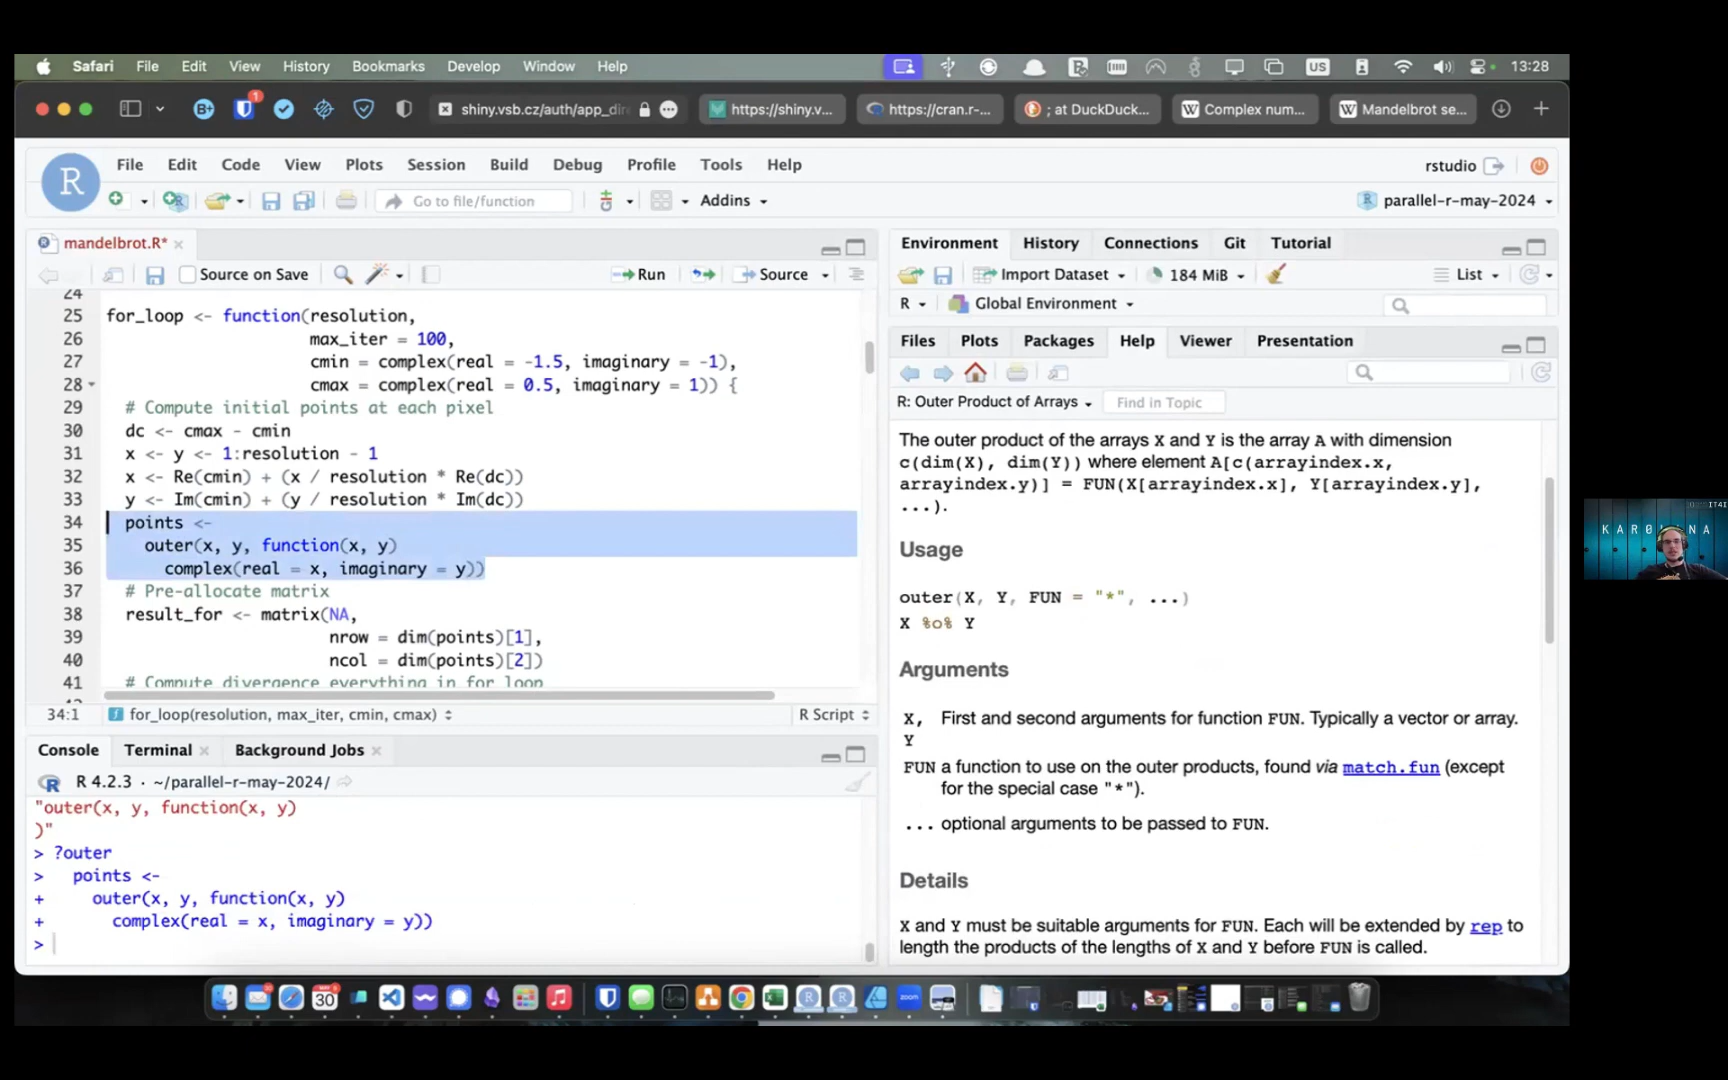 Safari File Edit View History Bookmarks Develop Window Help US 13:28
shiny.vsb.cz/auth/app_dir https://shiny.v... https://cran.r-... ; at DuckDuck... Complex num... Mandelbrot se...
File Edit Code View Plots Session Build Debug Profile Tools Help rstudio
Go to file/function Addins parallel-r-may-2024
mandelbrot.R*
Source on Save Run Source
24
25 for_loop <- function(resolution,
26 max_iter = 100,
27 cmin = complex(real = -1.5, imaginary = -1),
28 cmax = complex(real = 0.5, imaginary = 1)) {
29 # Compute initial points at each pixel
30 dc <- cmax - cmin
31 x <- y <- 1:resolution - 1
32 x <- Re(cmin) + (x / resolution * Re(dc))
33 y <- Im(cmin) + (y / resolution * Im(dc))
34 points <-
35 outer(x, y, function(x, y)
36 complex(real = x, imaginary = y))
37 # Pre-allocate matrix
38 result_for <- matrix(NA,
39 nrow = dim(points)[1],
40 ncol = dim(points)[2])
41 # Compute divergence everything in for loop
34:1 for_loop(resolution, max_iter, cmin, cmax) R Script
Console Terminal Background Jobs
R 4.2.3 · ~/parallel-r-may-2024/
"outer(x, y, function(x, y)
)"
> ?outer
> points <-
+ outer(x, y, function(x, y)
+ complex(real = x, imaginary = y))
>
Environment History Connections Git Tutorial
Import Dataset 184 MiB List
R Global Environment
Files Plots Packages Help Viewer Presentation
R: Outer Product of Arrays Find in Topic
The outer product of the arrays X and Y is the array A with dimension
c(dim(X), dim(Y)) where element A[c(arrayindex.x,
arrayindex.y)] = FUN(X[arrayindex.x], Y[arrayindex.y],
...).
Usage
outer(X, Y, FUN = "*", ...)
X %o% Y
Arguments
X, First and second arguments for function FUN. Typically a vector or array.
Y
FUN a function to use on the outer products, found via match.fun (except
for the special case "*").
... optional arguments to be passed to FUN.
Details
X and Y must be suitable arguments for FUN. Each will be extended by rep to
length the products of the lengths of X and Y before FUN is called.
30
zoom
IT4I
KAROLINA